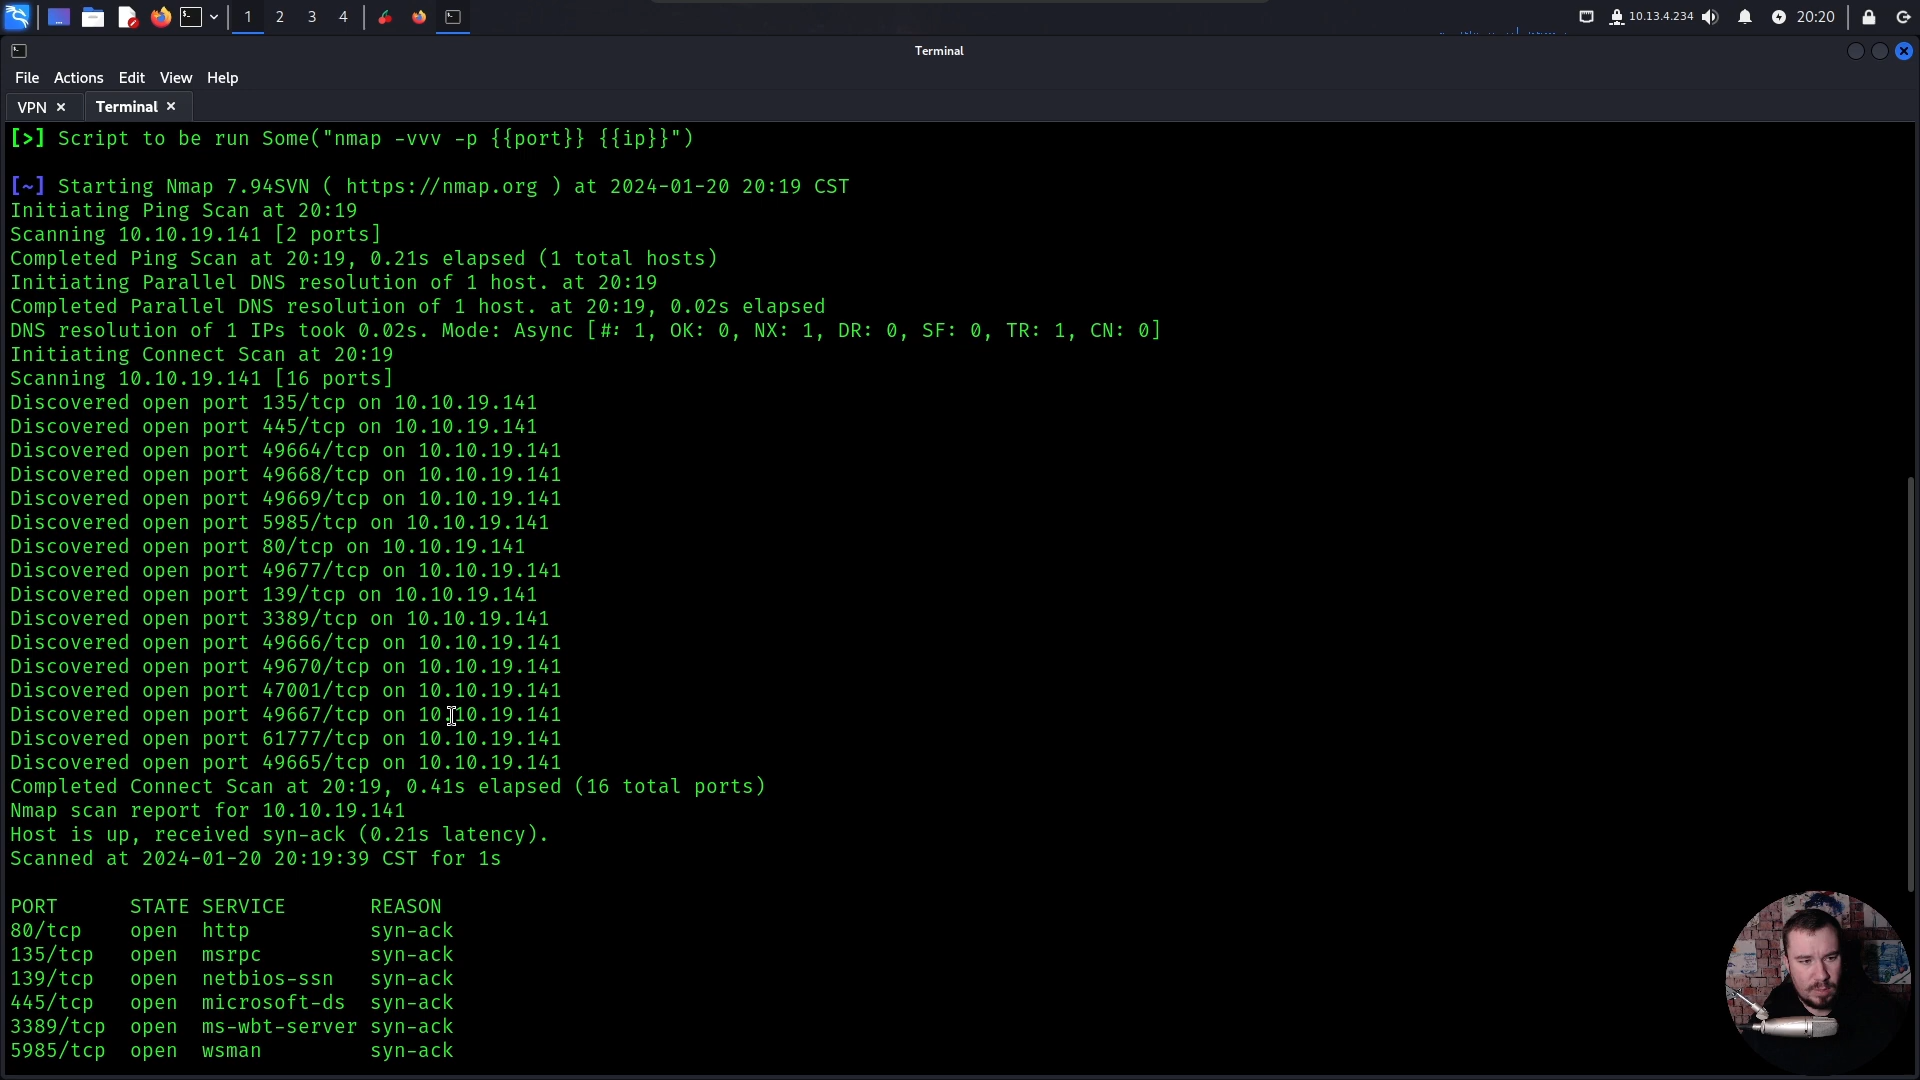 1 2 3 4 10.13.4.234 20:20
Terminal
File Actions Edit View Help
VPN Terminal
[>] Script to be run Some("nmap -vvv -p {{port}} {{ip}}")
[~] Starting Nmap 7.94SVN ( https://nmap.org ) at 2024-01-20 20:19 CST
Initiating Ping Scan at 20:19
Scanning 10.10.19.141 [2 ports]
Completed Ping Scan at 20:19, 0.21s elapsed (1 total hosts)
Initiating Parallel DNS resolution of 1 host. at 20:19
Completed Parallel DNS resolution of 1 host. at 20:19, 0.02s elapsed
DNS resolution of 1 IPs took 0.02s. Mode: Async [#: 1, OK: 0, NX: 1, DR: 0, SF: 0, TR: 1, CN: 0]
Initiating Connect Scan at 20:19
Scanning 10.10.19.141 [16 ports]
Discovered open port 135/tcp on 10.10.19.141
Discovered open port 445/tcp on 10.10.19.141
Discovered open port 49664/tcp on 10.10.19.141
Discovered open port 49668/tcp on 10.10.19.141
Discovered open port 49669/tcp on 10.10.19.141
Discovered open port 5985/tcp on 10.10.19.141
Discovered open port 80/tcp on 10.10.19.141
Discovered open port 49677/tcp on 10.10.19.141
Discovered open port 139/tcp on 10.10.19.141
Discovered open port 3389/tcp on 10.10.19.141
Discovered open port 49666/tcp on 10.10.19.141
Discovered open port 49670/tcp on 10.10.19.141
Discovered open port 47001/tcp on 10.10.19.141
Discovered open port 49667/tcp on 10.10.19.141
Discovered open port 61777/tcp on 10.10.19.141
Discovered open port 49665/tcp on 10.10.19.141
Completed Connect Scan at 20:19, 0.41s elapsed (16 total ports)
Nmap scan report for 10.10.19.141
Host is up, received syn-ack (0.21s latency).
Scanned at 2024-01-20 20:19:39 CST for 1s
PORT STATE SERVICE REASON
80/tcp open http syn-ack
135/tcp open msrpc syn-ack
139/tcp open netbios-ssn syn-ack
445/tcp open microsoft-ds syn-ack
3389/tcp open ms-wbt-server syn-ack
5985/tcp open wsman syn-ack